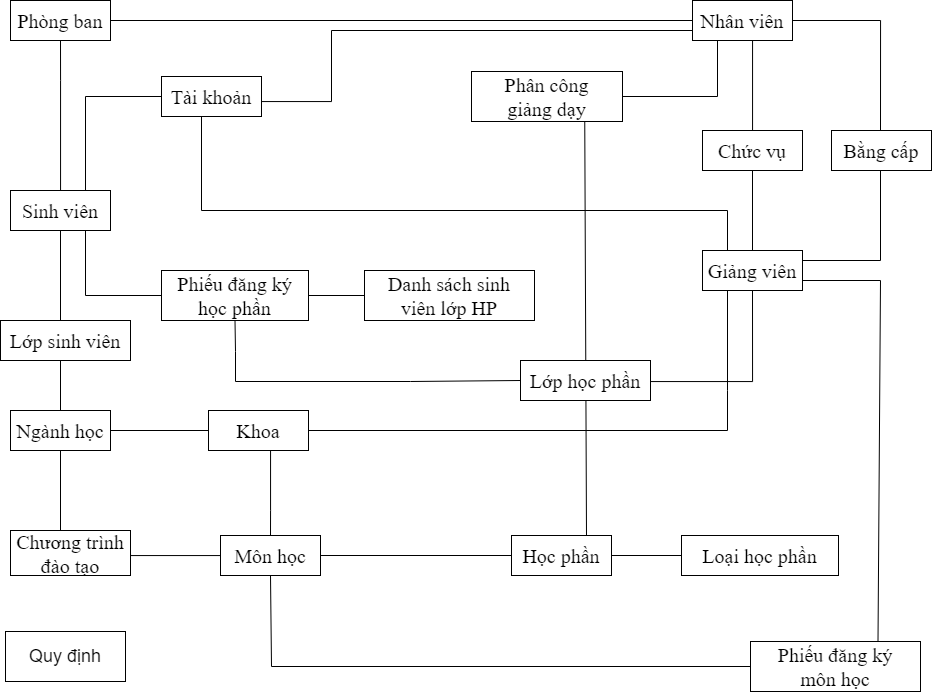 Phòng ban
Nhân viên
Tài khoản
Phân công
giảng dạy
Chức vụ
Bằng cấp
Sinh viên
Giảng viên
Phiếu đăng ký
học phần
Danh sách sinh
viên lớp HP
Lớp sinh viên
Lớp học phần
Ngành học
Khoa
Chương trình
đào tạo
Môn học
Học phần
Loại học phần
Quy định
Phiếu đăng ký
môn học